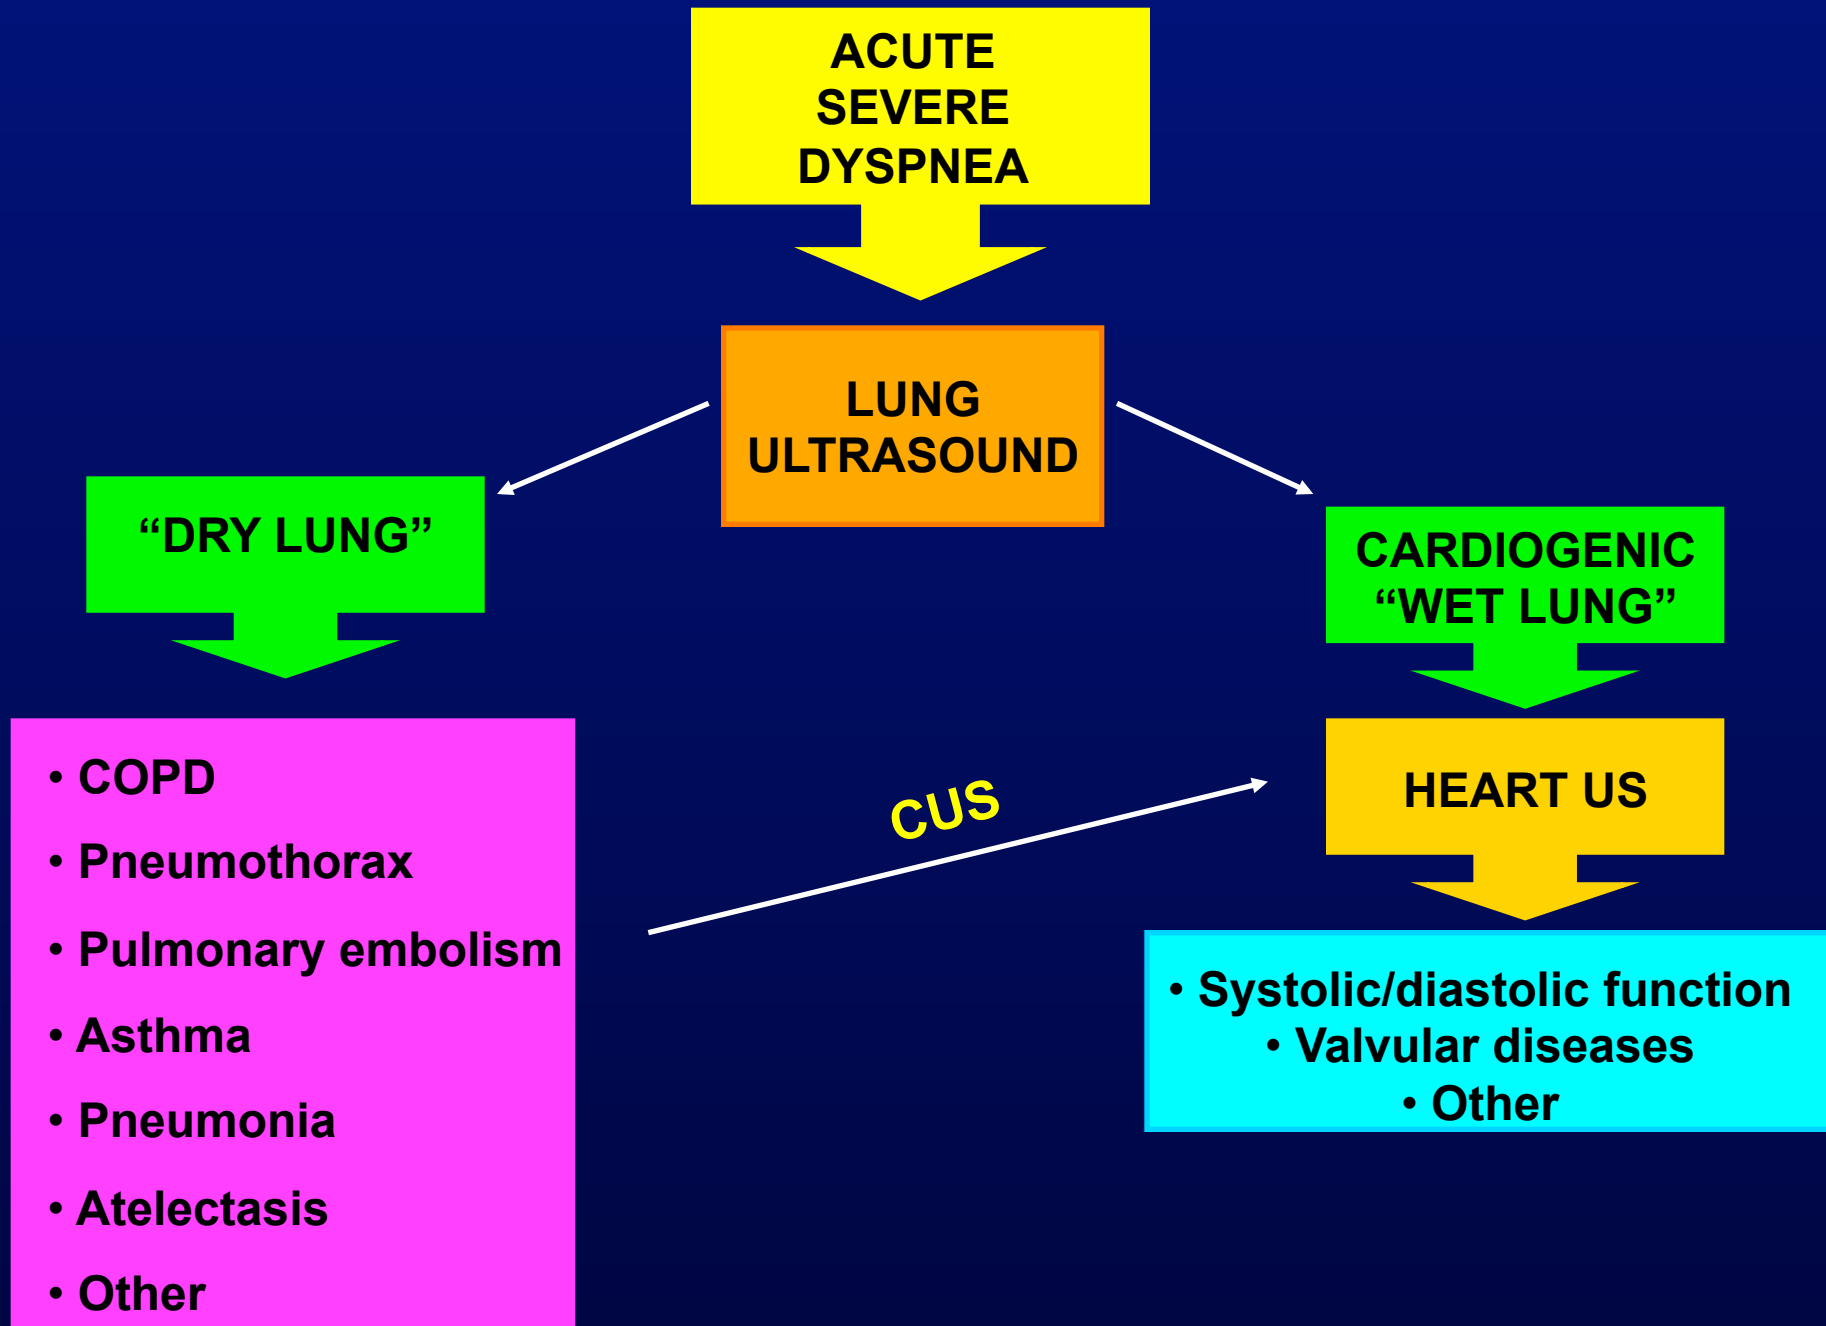 ACUTE
SEVERE
DYSPNEA
LUNG
ULTRASOUND
“DRY LUNG”
CARDIOGENIC
“WET LUNG”
• COPD
• Pneumothorax
• Pulmonary embolism
• Asthma
• Pneumonia
• Atelectasis
• Other
CUS
HEART US
• Systolic/diastolic function
• Valvular diseases
• Other